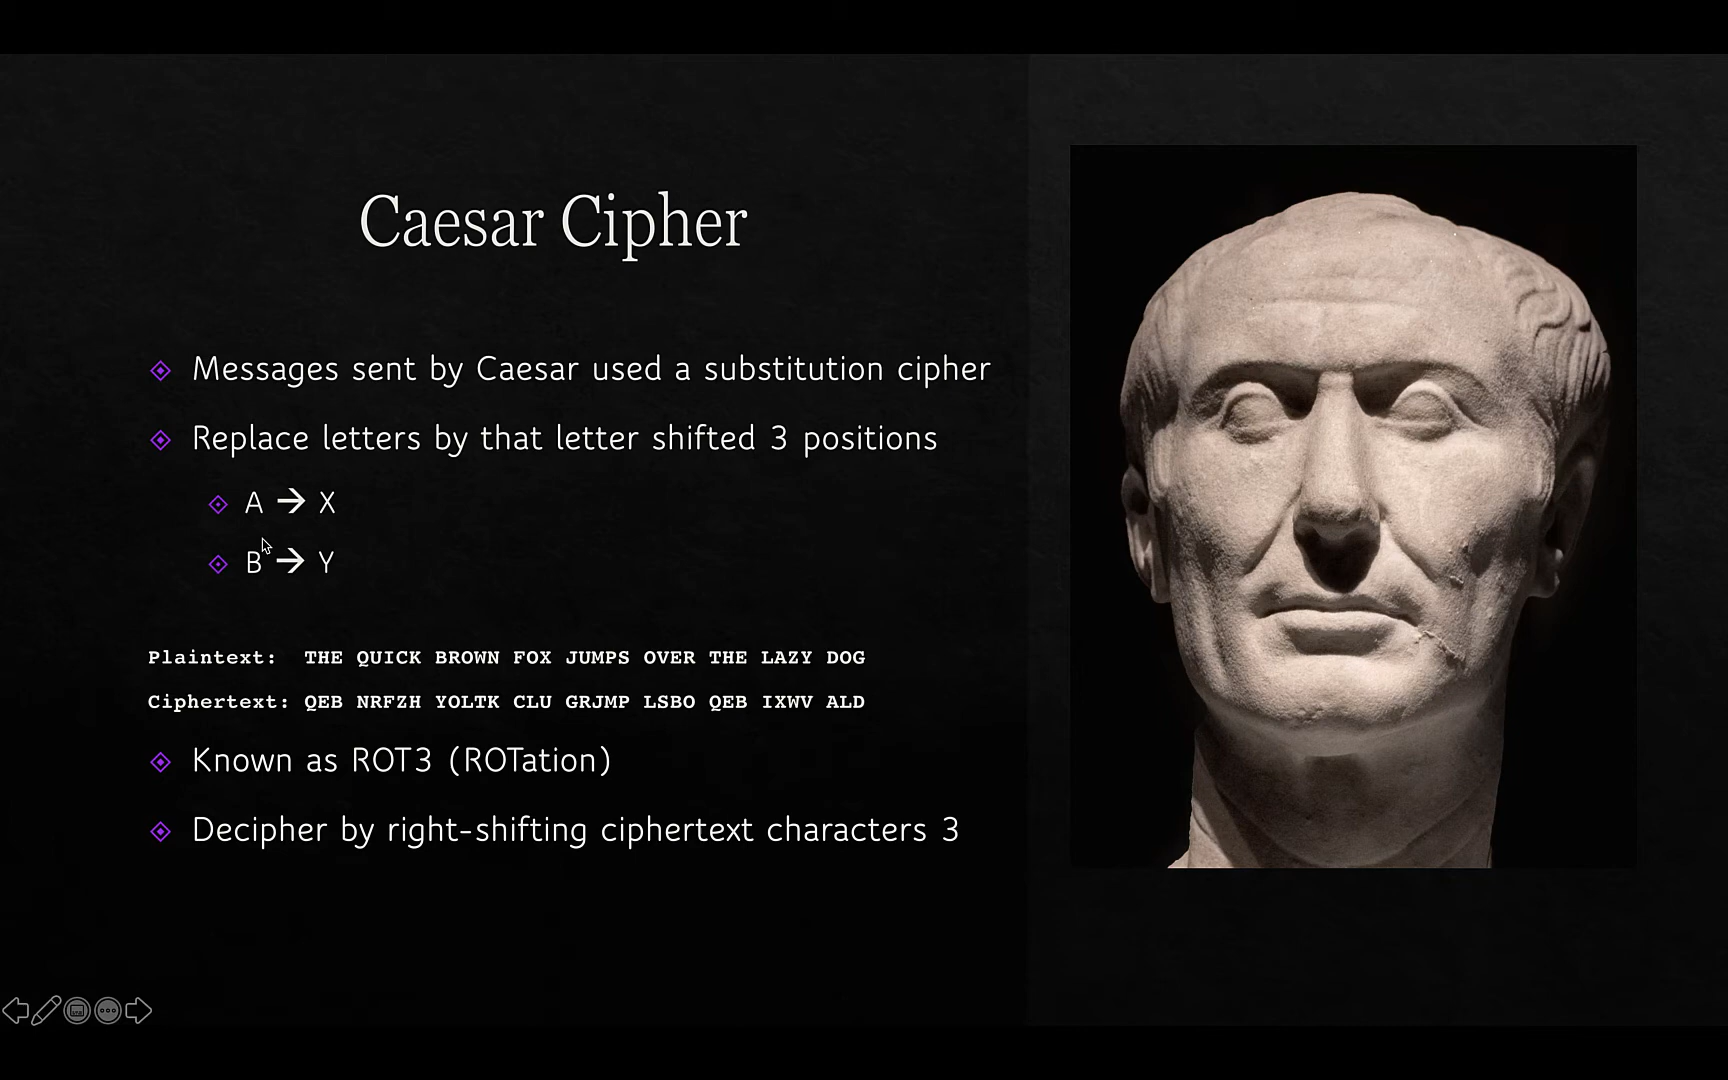 Caesar Cipher
Messages sent by Caesar used a substitution cipher
Replace letters by that letter shifted 3 positions
A → X
B → Y
Plaintext: THE QUICK BROWN FOX JUMPS OVER THE LAZY DOG
Ciphertext: QEB NRFZH YOLTK CLU GRJMP LSBO QEB IXWV ALD
Known as ROT3 (ROTation)
Decipher by right-shifting ciphertext characters 3